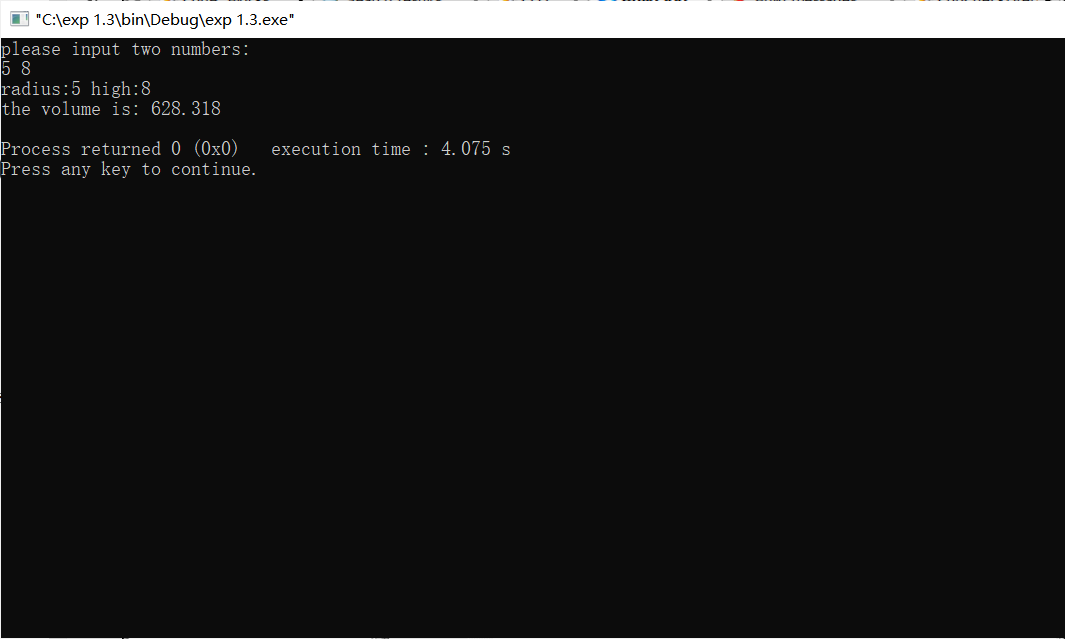 "C:\exp 1.3\bin\Debug\exp 1.3.exe"
please input two numbers:
5 8
radius:5 high:8
the volume is: 628.318
Process returned 0 (0x0)   execution time : 4.075 s
Press any key to continue.